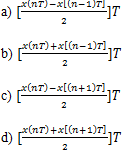 a) [x(nT)−x[(n−1)T]/2]T
b) [x(nT)+x[(n−1)T]/2]T
c) [x(nT)−x[(n+1)T]/2]T
d) [x(nT)+x[(n+1)T]/2]T